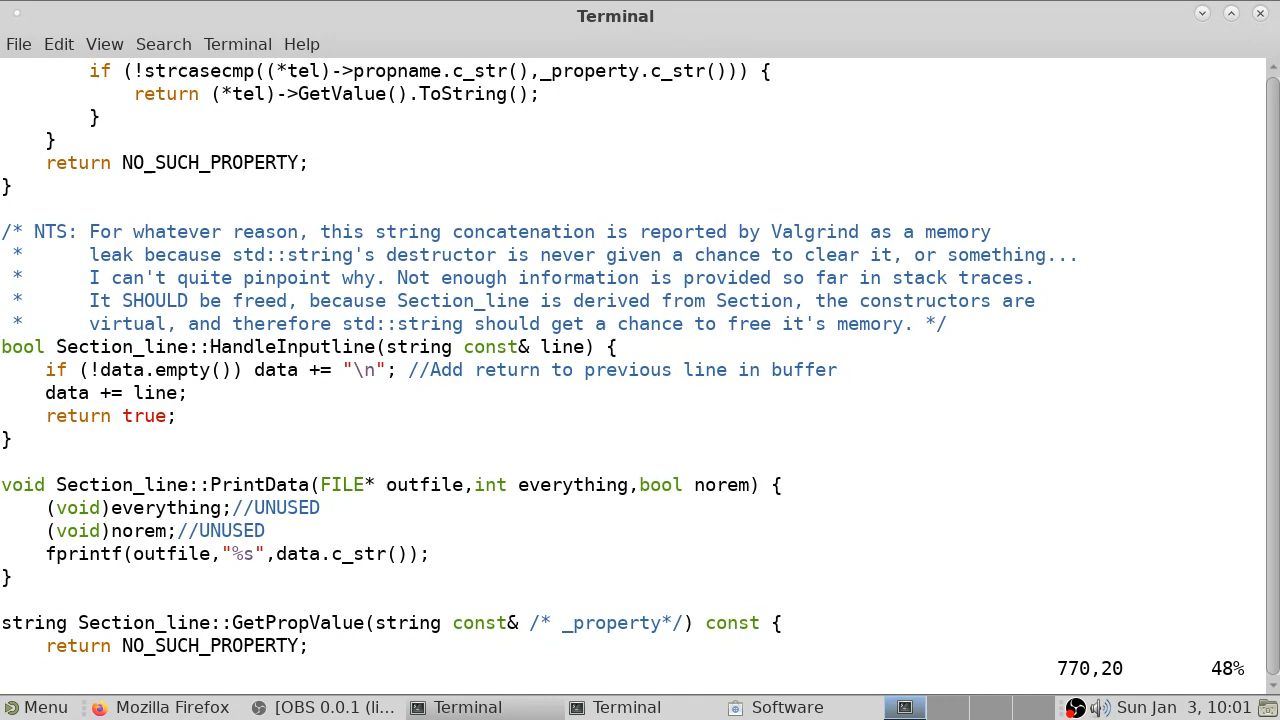 Terminal
File Edit View Search Terminal Help
        if (!strcasecmp((*tel)->propname.c_str(),_property.c_str())) {
            return (*tel)->GetValue().ToString();
        }
    }
    return NO_SUCH_PROPERTY;
}
/* NTS: For whatever reason, this string concatenation is reported by Valgrind as a memory
 *      leak because std::string's destructor is never given a chance to clear it, or something...
 *      I can't quite pinpoint why. Not enough information is provided so far in stack traces.
 *      It SHOULD be freed, because Section_line is derived from Section, the constructors are
 *      virtual, and therefore std::string should get a chance to free it's memory. */
bool Section_line::HandleInputline(string const& line) {
    if (!data.empty()) data += "\n"; //Add return to previous line in buffer
    data += line;
    return true;
}
void Section_line::PrintData(FILE* outfile,int everything,bool norem) {
    (void)everything;//UNUSED
    (void)norem;//UNUSED
    fprintf(outfile,"%s",data.c_str());
}
string Section_line::GetPropValue(string const& /* _property*/) const {
    return NO_SUCH_PROPERTY;
770,20 48%
Menu Mozilla Firefox [OBS 0.0.1 (li... Terminal Terminal Software Sun Jan 3, 10:01